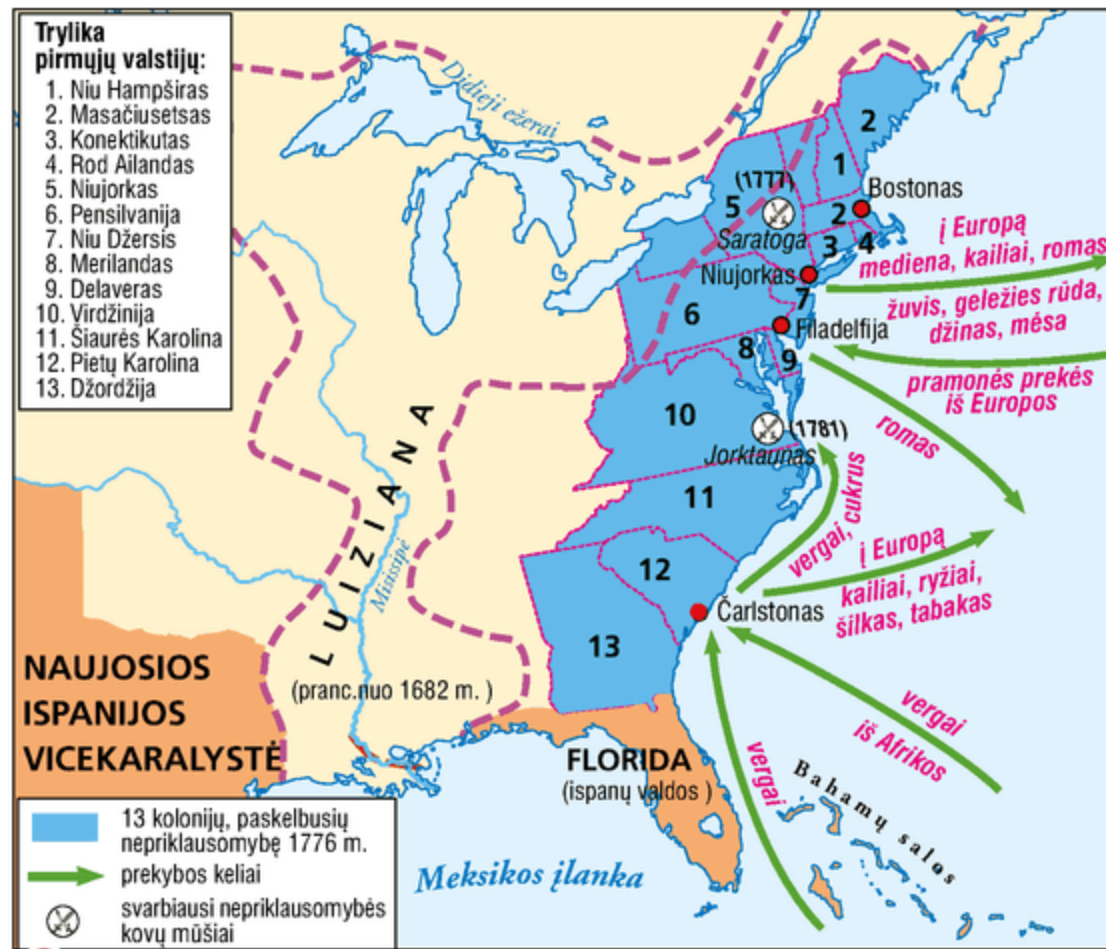 Trylika
pirmųjų valstijų:
1. Niu Hampširas
2. Masačiusetsas
3. Konektikutas
4. Rod Ailandas
5. Niujorkas
6. Pensilvanija
7. Niu Džersis
8. Merilandas
9. Delaveras
10. Virdžinija
11. Šiaurės Karolina
12. Pietų Karolina
13. Džordžija
Didieji ežerai
2
1
(1777)
5
Saratoga
Bostonas
2
3
4
Niujorkas
į Europą
mediena, kailiai, romas
žuvis, geležies rūda,
džinas, mėsa
6
7
Filadelfija
8
9
pramonės prekės
iš Europos
romas
10
(1781)
Jorktaunas
vergai, cukrus
11
į Europą
kailiai, ryžiai,
šilkas, tabakas
12
Čarlstonas
13
LUIZIANA
Misisipė
(pranc.nuo 1682 m. )
NAUJOSIOS
ISPANIJOS
VICEKARALYSTĖ
FLORIDA
(ispanų valdos )
vergai
iš Afrikos
vergai
Bahamų salos
Meksikos įlanka
13 kolonijų, paskelbusių
nepriklausomybę 1776 m.
prekybos keliai
svarbiausi nepriklausomybės
kovų mūšiai